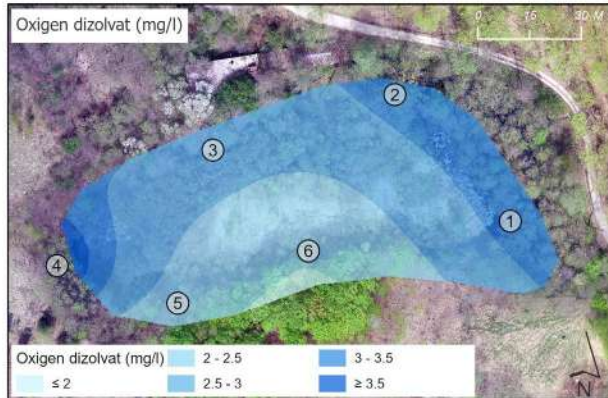 Oxigen dizolvat (mg/l)
0 15 30 M
2
3
1
4
6
5
Oxigen dizolvat (mg/l)
2 - 2.5
3 - 3.5
≤ 2
2.5 - 3
≥ 3.5
N